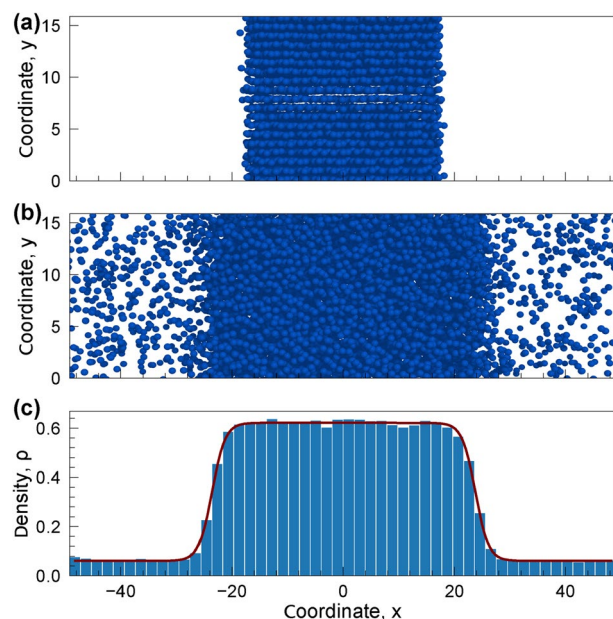 (a)
Coordinate, y
15
10
5
0
(b)
Coordinate, y
15
10
5
0
(c)
Density, ρ
0.6
0.4
0.2
0.0
−40
−20
0
20
40
Coordinate, x